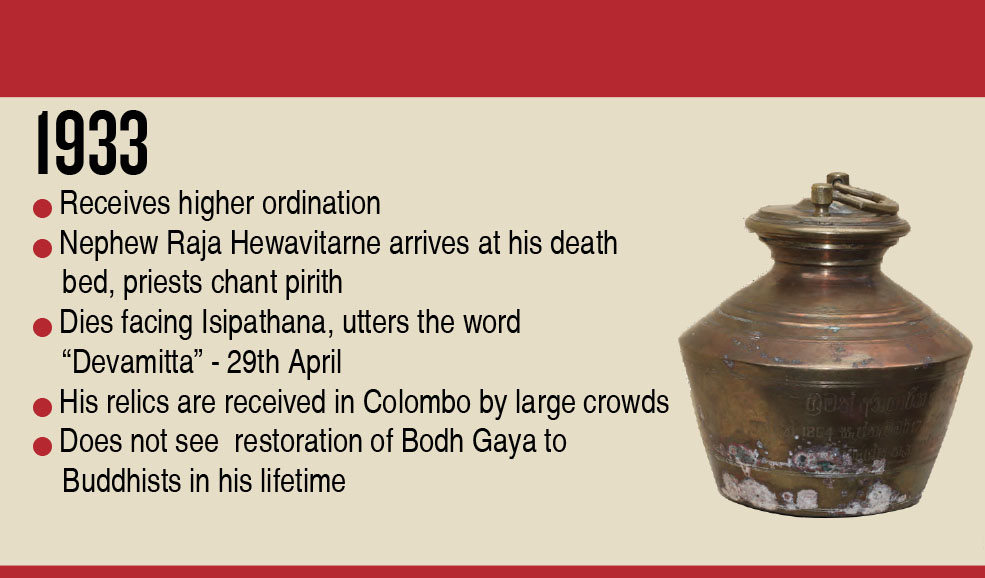 1933
Receives higher ordination
Nephew Raja Hewavitarne arrives at his death
bed, priests chant pirith
Dies facing Isipathana, utters the word
“Devamitta” - 29th April
His relics are received in Colombo by large crowds
Does not see  restoration of Bodh Gaya to
Buddhists in his lifetime